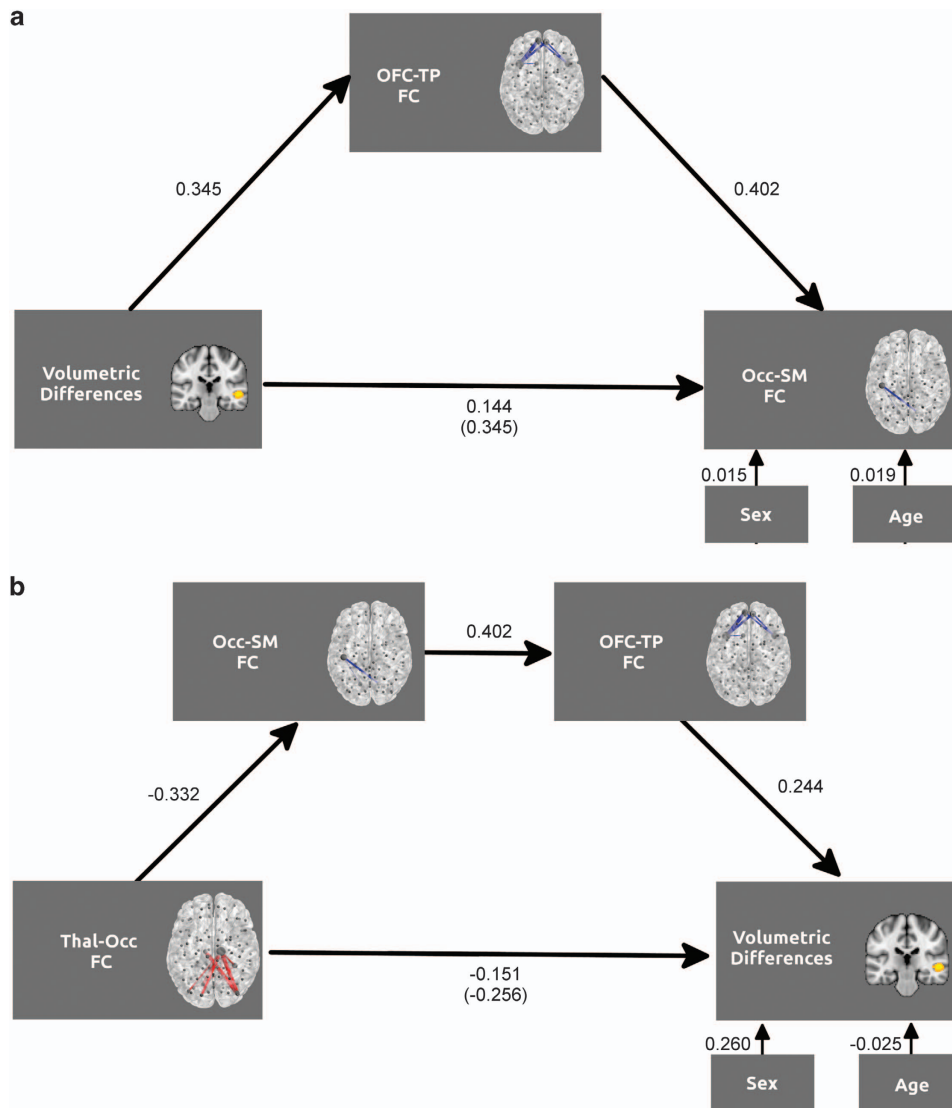 a
OFC-TP
FC
0.345
0.402
Volumetric
Differences
Occ-SM
FC
0.144
(0.345)
0.015
0.019
Sex
Age
b
Occ-SM
FC
0.402
OFC-TP
FC
-0.332
0.244
Thal-Occ
FC
Volumetric
Differences
-0.151
(-0.256)
0.260
-0.025
Sex
Age